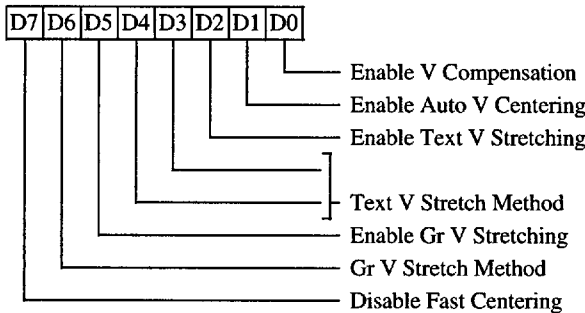 D7 D6 D5 D4 D3 D2 D1 D0
Enable V Compensation
Enable Auto V Centering
Enable Text V Stretching
Text V Stretch Method
Enable Gr V Stretching
Gr V Stretch Method
Disable Fast Centering